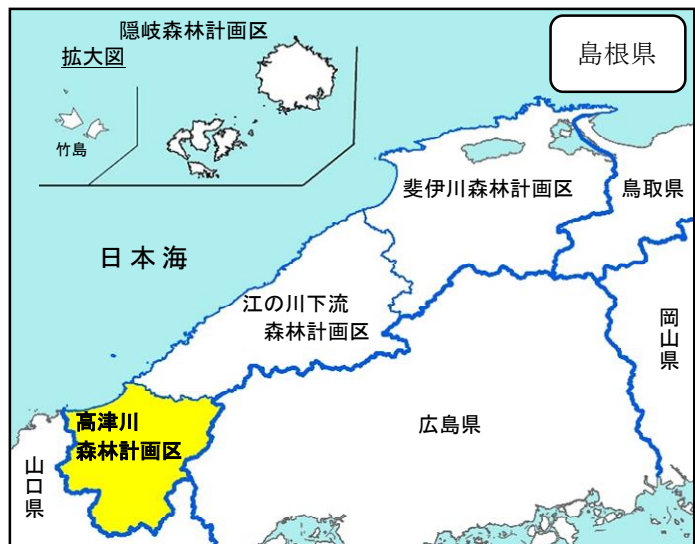 隠岐森林計画区
拡大図
島根県
竹島
斐伊川森林計画区
鳥取県
日本海
江の川下流
森林計画区
岡山県
高津川
森林計画区
広島県
山口県